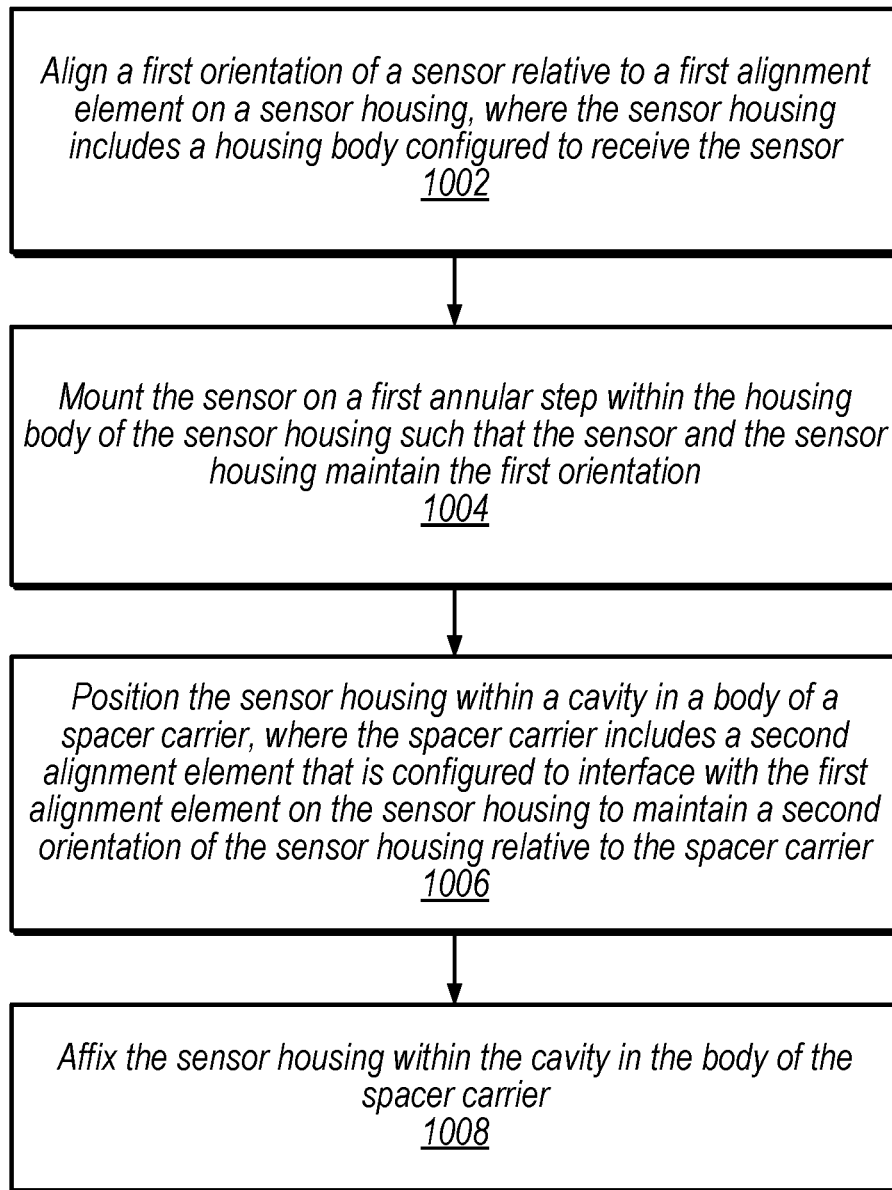 Align a first orientation of a sensor relative to a first alignment
element on a sensor housing, where the sensor housing
includes a housing body configured to receive the sensor
1002
Mount the sensor on a first annular step within the housing
body of the sensor housing such that the sensor and the sensor
housing maintain the first orientation
1004
Position the sensor housing within a cavity in a body of a
spacer carrier, where the spacer carrier includes a second
alignment element that is configured to interface with the first
alignment element on the sensor housing to maintain a second
orientation of the sensor housing relative to the spacer carrier
1006
Affix the sensor housing within the cavity in the body of the
spacer carrier
1008